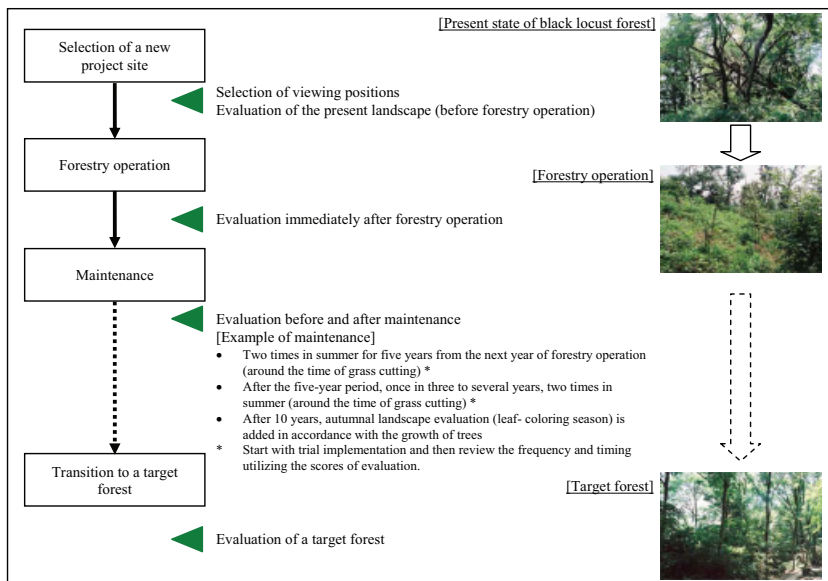 [Present state of black locust forest]
Selection of a new
project site
Selection of viewing positions
Evaluation of the present landscape (before forestry operation)
Forestry operation
[Forestry operation]
Evaluation immediately after forestry operation
Maintenance
Evaluation before and after maintenance
[Example of maintenance]
• Two times in summer for five years from the next year of forestry operation
(around the time of grass cutting) *
• After the five-year period, once in three to several years, two times in
summer (around the time of grass cutting) *
• After 10 years, autumnal landscape evaluation (leaf- coloring season) is
added in accordance with the growth of trees
* Start with trial implementation and then review the frequency and timing
utilizing the scores of evaluation.
Transition to a target
forest
[Target forest]
Evaluation of a target forest